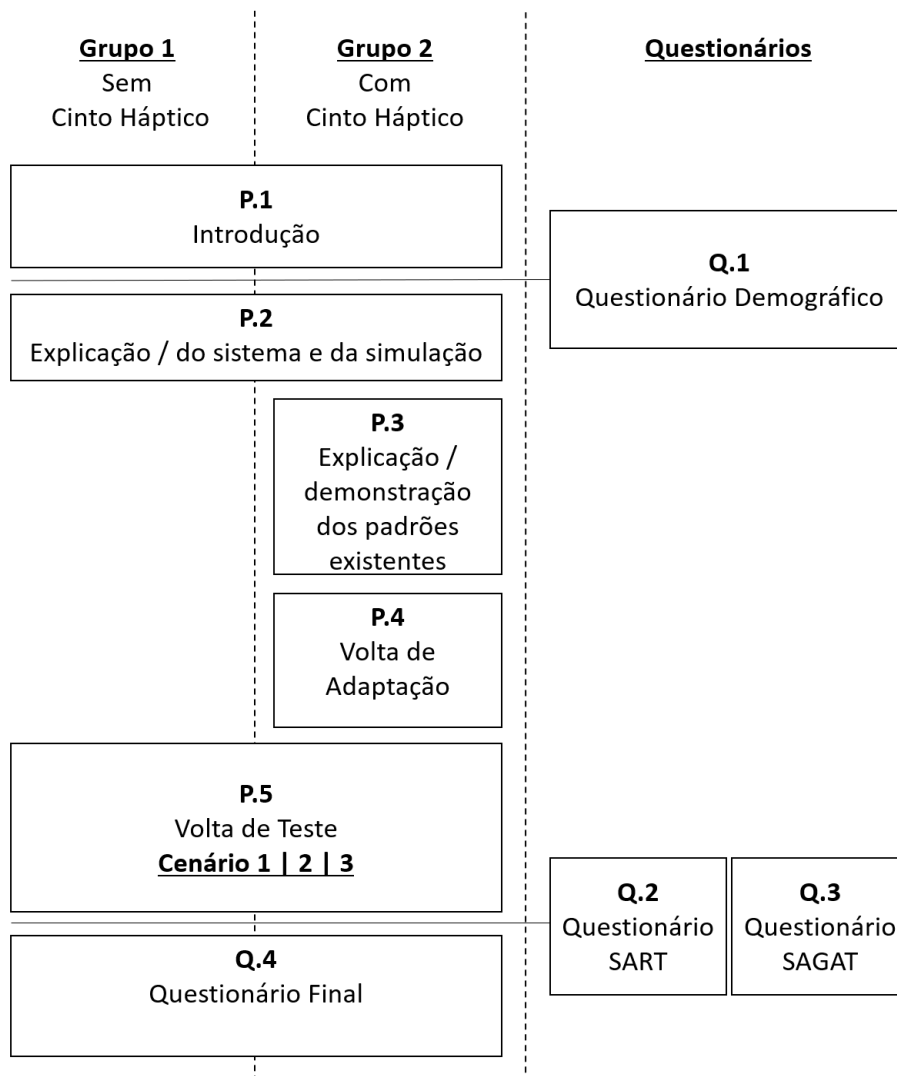 Grupo 1
Sem
Cinto Háptico
Grupo 2
Com
Cinto Háptico
Questionários
P.1
Introdução
Q.1
Questionário Demográfico
P.2
Explicação / do sistema e da simulação
P.3
Explicação /
demonstração
dos padrões
existentes
P.4
Volta de
Adaptação
P.5
Volta de Teste
Cenário 1 | 2 | 3
Q.2
Questionário
SART
Q.3
Questionário
SAGAT
Q.4
Questionário Final